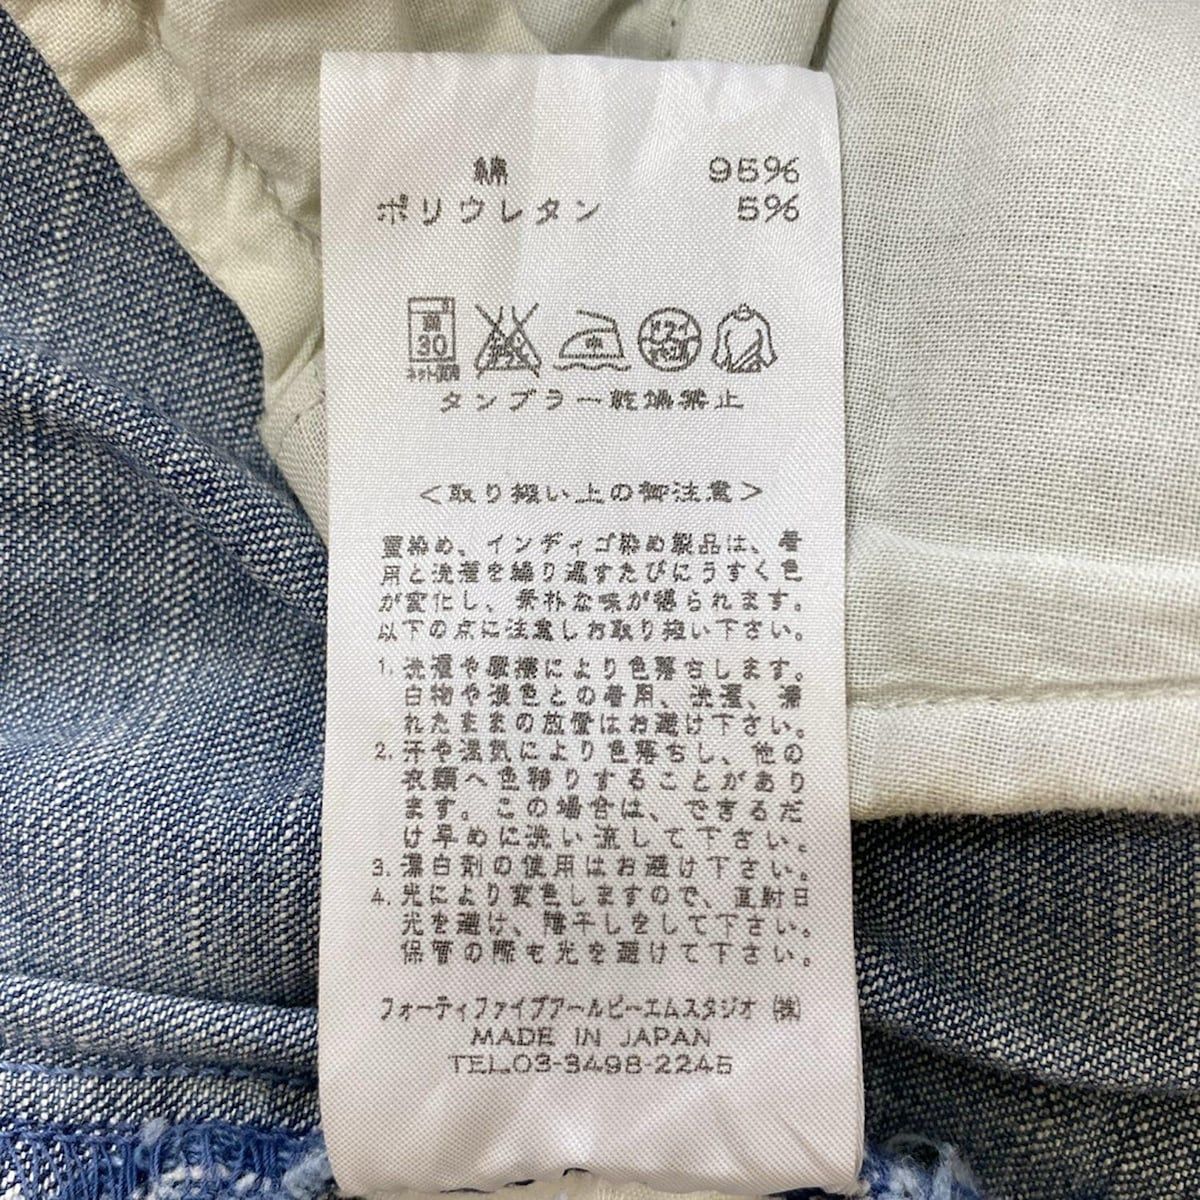 綿 95%
ポリウレタン 5%
30
ネット使用
ドライ
タンブラー乾燥禁止
<取り扱い上の御注意>
藍染め、インディゴ染め製品は、着
用と洗濯を繰り返すたびにうすく色
が変化し、素朴な味が得られます。
以下の点に注意しお取り扱い下さい。
1. 洗濯や摩擦により色落ちします。
白物や淡色との着用、洗濯、濡
れたままの放置はお避け下さい。
2. 汗や湿気により色落ちし、他の
衣類へ色移りすることがあり
ます。この場合は、できるだ
け早めに洗い流して下さい。
3. 漂白剤の使用はお避け下さい。
4. 光により変色しますので、直射日
光を避け、陰干しをして下さい。
保管の際も光を避けて下さい。
フォーティファイブアールピーエムスタジオ (株)
MADE IN JAPAN
TEL.03-3498-2245